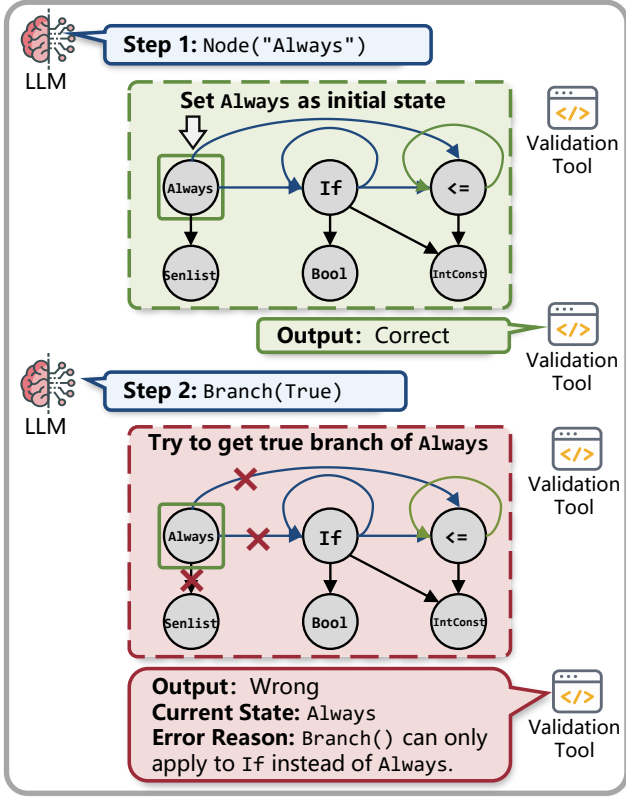 Step 1: Node("Always")
LLM
Set Always as initial state
</>
Validation
Tool
Always
If
<=
Senlist
Bool
IntConst
Output: Correct
</>
Validation
Tool
Step 2: Branch(True)
LLM
Try to get true branch of Always
</>
Validation
Tool
Always
If
<=
Senlist
Bool
IntConst
Output: Wrong
Current State: Always
Error Reason: Branch() can only
apply to If instead of Always.
</>
Validation
Tool